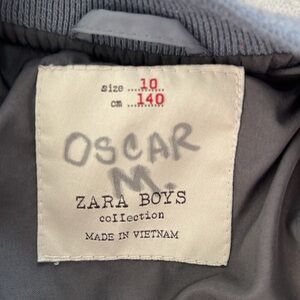 size ....10
cm ....140
OSCAR
M.
ZARA BOYS
collection
MADE IN VIETNAM